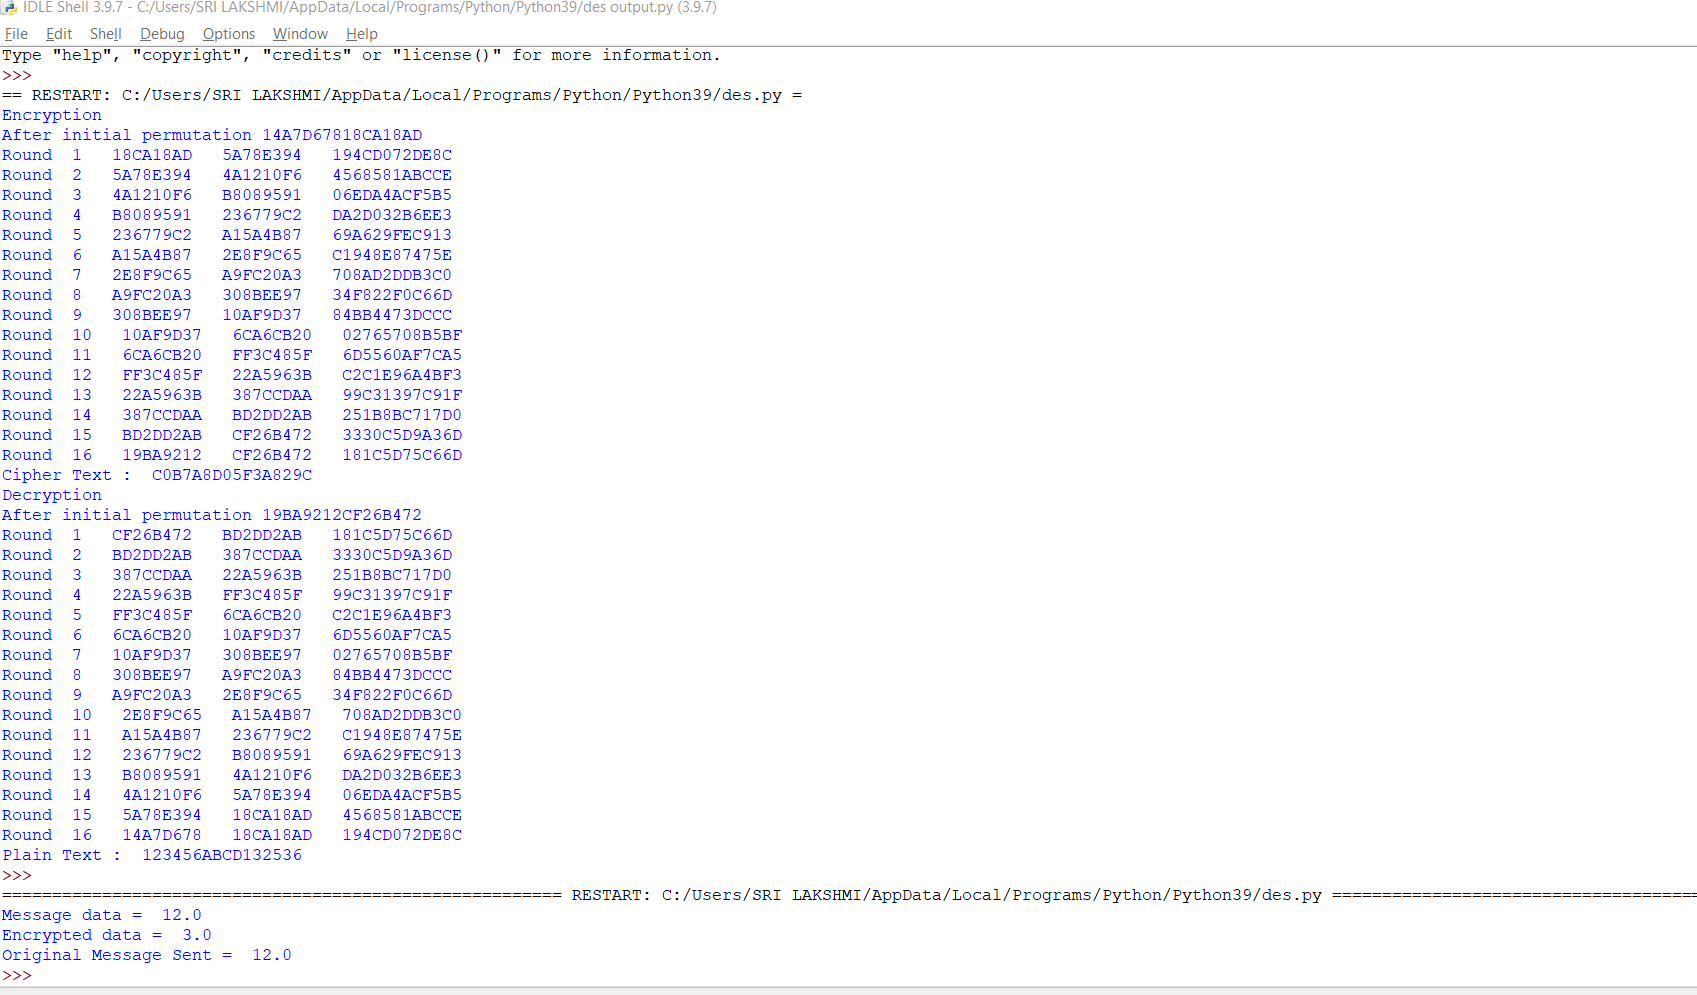 IDLE Shell 3.9.7 - C:/Users/SRI LAKSHMI/AppData/Local/Programs/Python/Python39/des output.py (3.9.7)
File Edit Shell Debug Options Window Help
Type "help", "copyright", "credits" or "license()" for more information.
>>>
== RESTART: C:/Users/SRI LAKSHMI/AppData/Local/Programs/Python/Python39/des.py =
Encryption
After initial permutation 14A7D67818CA18AD
Round  1   18CA18AD   5A78E394   194CD072DE8C
Round  2   5A78E394   4A1210F6   4568581ABCCE
Round  3   4A1210F6   B8089591   06EDA4ACF5B5
Round  4   B8089591   236779C2   DA2D032B6EE3
Round  5   236779C2   A15A4B87   69A629FEC913
Round  6   A15A4B87   2E8F9C65   C1948E87475E
Round  7   2E8F9C65   A9FC20A3   708AD2DDB3C0
Round  8   A9FC20A3   308BEE97   34F822F0C66D
Round  9   308BEE97   10AF9D37   84BB4473DCCC
Round  10   10AF9D37   6CA6CB20   02765708B5BF
Round  11   6CA6CB20   FF3C485F   6D5560AF7CA5
Round  12   FF3C485F   22A5963B   C2C1E96A4BF3
Round  13   22A5963B   387CCDAA   99C31397C91F
Round  14   387CCDAA   BD2DD2AB   251B8BC717D0
Round  15   BD2DD2AB   CF26B472   3330C5D9A36D
Round  16   19BA9212   CF26B472   181C5D75C66D
Cipher Text :  C0B7A8D05F3A829C
Decryption
After initial permutation 19BA9212CF26B472
Round  1   CF26B472   BD2DD2AB   181C5D75C66D
Round  2   BD2DD2AB   387CCDAA   3330C5D9A36D
Round  3   387CCDAA   22A5963B   251B8BC717D0
Round  4   22A5963B   FF3C485F   99C31397C91F
Round  5   FF3C485F   6CA6CB20   C2C1E96A4BF3
Round  6   6CA6CB20   10AF9D37   6D5560AF7CA5
Round  7   10AF9D37   308BEE97   02765708B5BF
Round  8   308BEE97   A9FC20A3   84BB4473DCCC
Round  9   A9FC20A3   2E8F9C65   34F822F0C66D
Round  10   2E8F9C65   A15A4B87   708AD2DDB3C0
Round  11   A15A4B87   236779C2   C1948E87475E
Round  12   236779C2   B8089591   69A629FEC913
Round  13   B8089591   4A1210F6   DA2D032B6EE3
Round  14   4A1210F6   5A78E394   06EDA4ACF5B5
Round  15   5A78E394   18CA18AD   4568581ABCCE
Round  16   14A7D678   18CA18AD   194CD072DE8C
Plain Text :  123456ABCD132536
>>>
======================================================== RESTART: C:/Users/SRI LAKSHMI/AppData/Local/Programs/Python/Python39/des.py =====================================
Message data =  12.0
Encrypted data =  3.0
Original Message Sent =  12.0
>>>